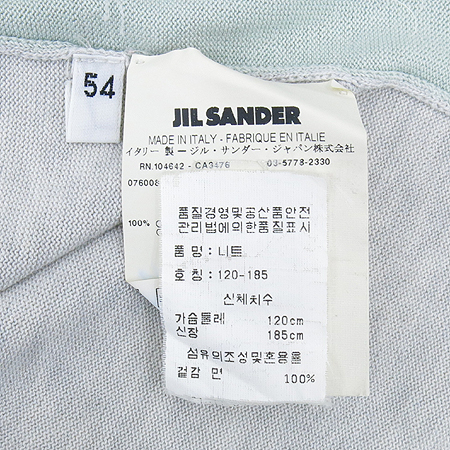 54
JIL SANDER
MADE IN ITALY - FABRIQUE EN ITALIE
イタリー製 ージル・サンダー・ジャパン株式会社
RN.104642 - CA3476 03-5778-2330
076008
100%
품질경영및공산품안전
관리법에의한품질표시
품 명 : 니트
호 칭 : 120-185
신체치수
가슴둘레 120cm
신장 185cm
섬유의조성및혼용율
겉감 면 100%